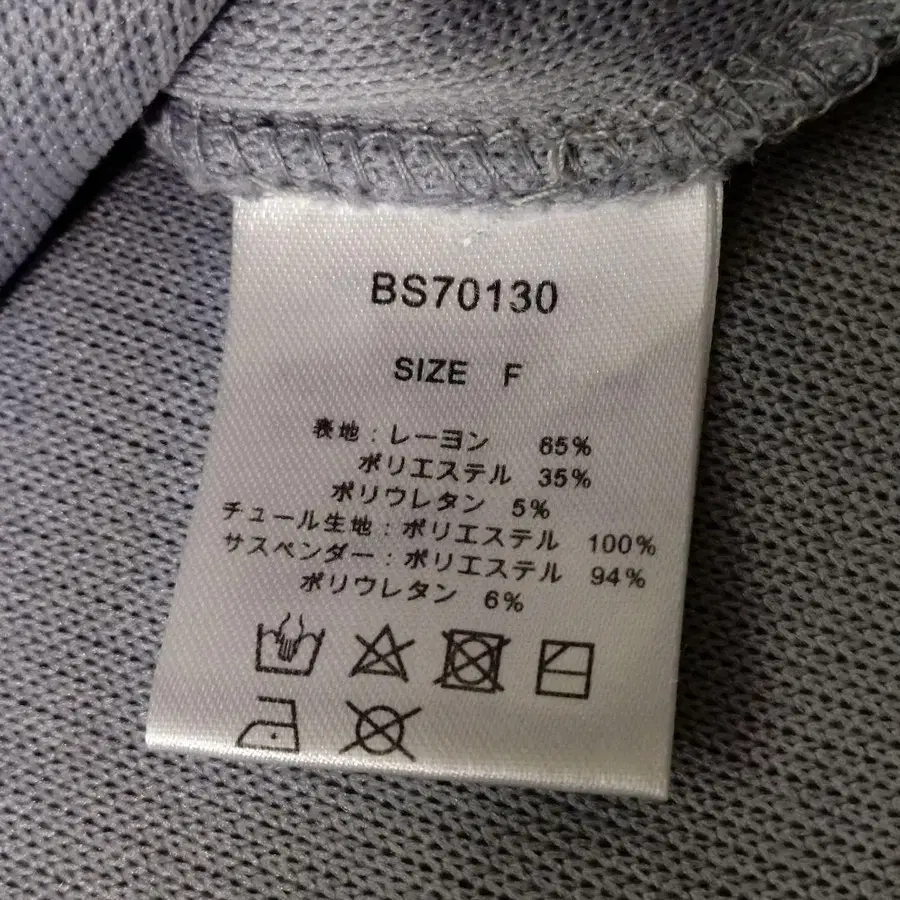 BS70130
SIZE F
表地：レーヨン 65%
ポリエステル 35%
ポリウレタン 5%
チュール生地：ポリエステル 100%
サスペンダー：ポリエステル 94%
ポリウレタン 6%